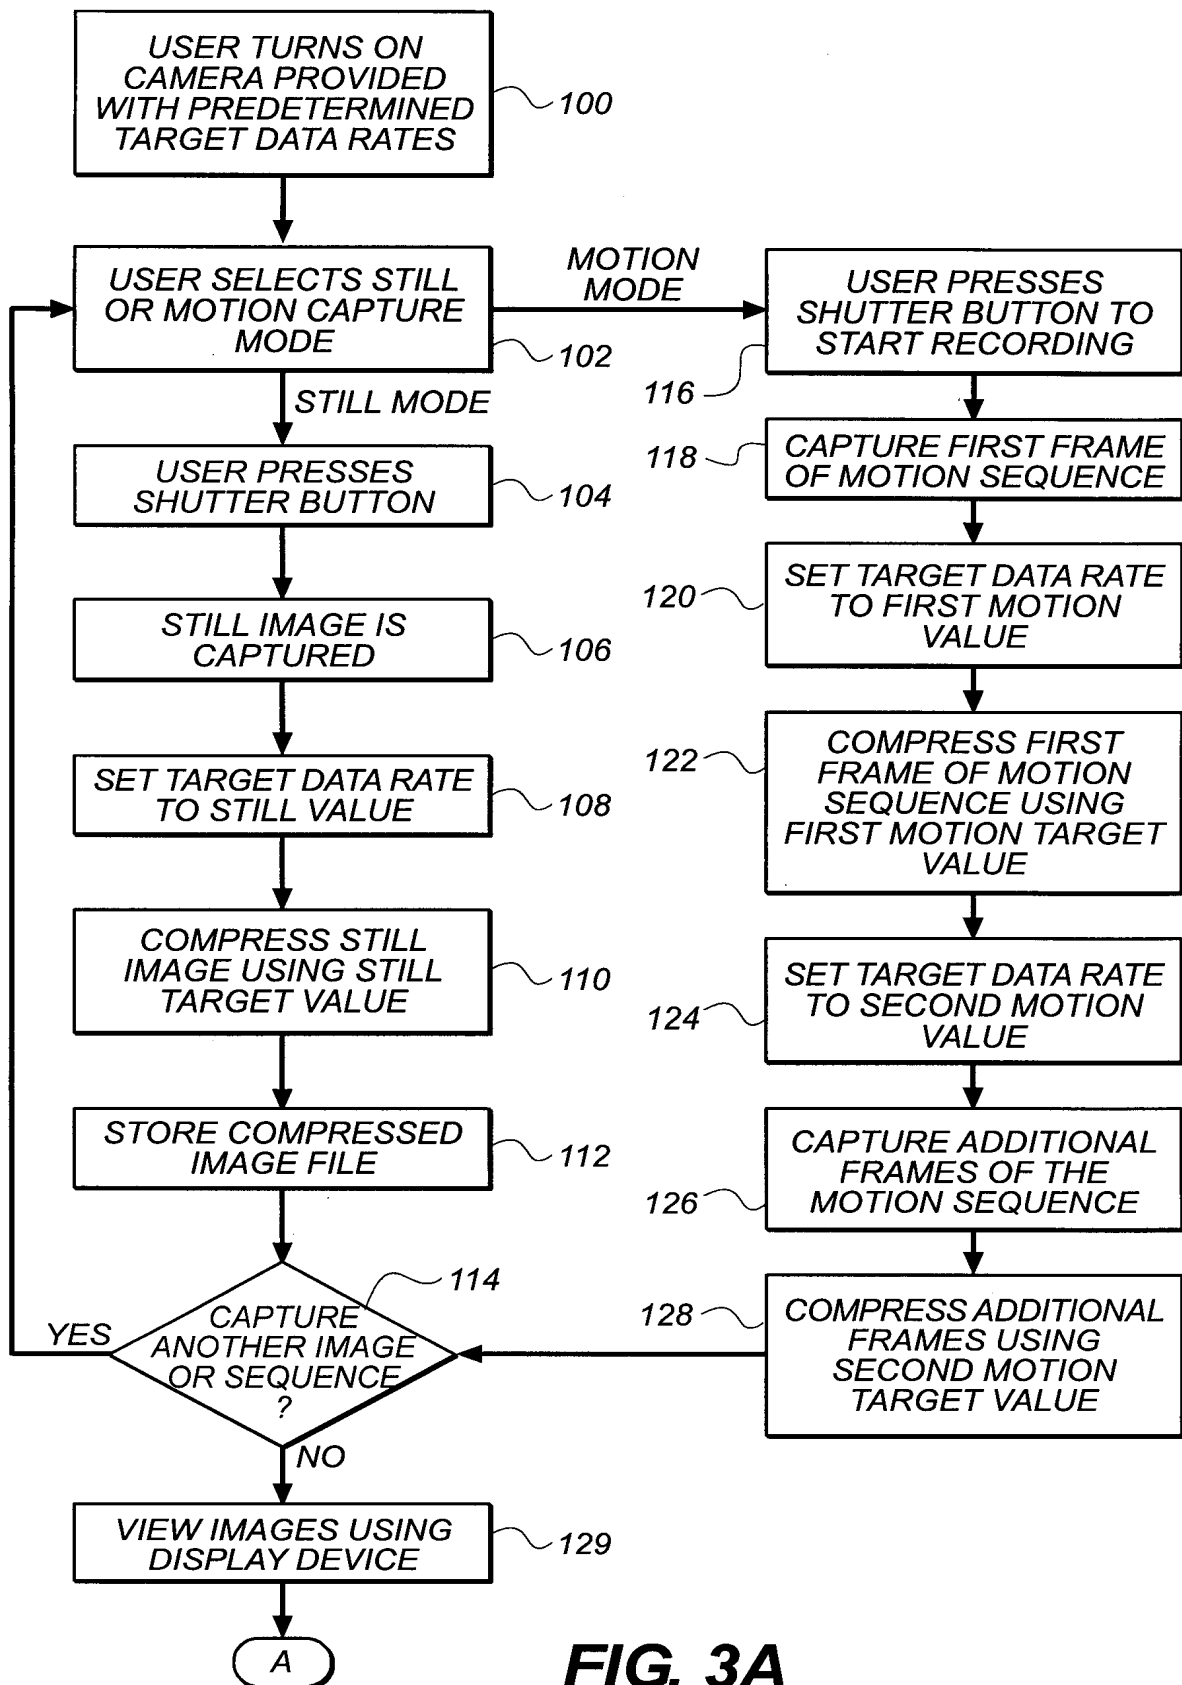 USER TURNS ON
CAMERA PROVIDED
WITH PREDETERMINED
TARGET DATA RATES
100
USER SELECTS STILL
OR MOTION CAPTURE
MODE
102
MOTION
MODE
STILL MODE
USER PRESSES
SHUTTER BUTTON
104
STILL IMAGE IS
CAPTURED
106
SET TARGET DATA RATE
TO STILL VALUE
108
COMPRESS STILL
IMAGE USING STILL
TARGET VALUE
110
STORE COMPRESSED
IMAGE FILE
112
CAPTURE
ANOTHER IMAGE
OR SEQUENCE
?
114
YES
NO
VIEW IMAGES USING
DISPLAY DEVICE
129
A
USER PRESSES
SHUTTER BUTTON TO
START RECORDING
116
CAPTURE FIRST FRAME
OF MOTION SEQUENCE
118
SET TARGET DATA RATE
TO FIRST MOTION
VALUE
120
COMPRESS FIRST
FRAME OF MOTION
SEQUENCE USING
FIRST MOTION TARGET
VALUE
122
SET TARGET DATA RATE
TO SECOND MOTION
VALUE
124
CAPTURE ADDITIONAL
FRAMES OF THE
MOTION SEQUENCE
126
COMPRESS ADDITIONAL
FRAMES USING
SECOND MOTION
TARGET VALUE
128
FIG. 3A